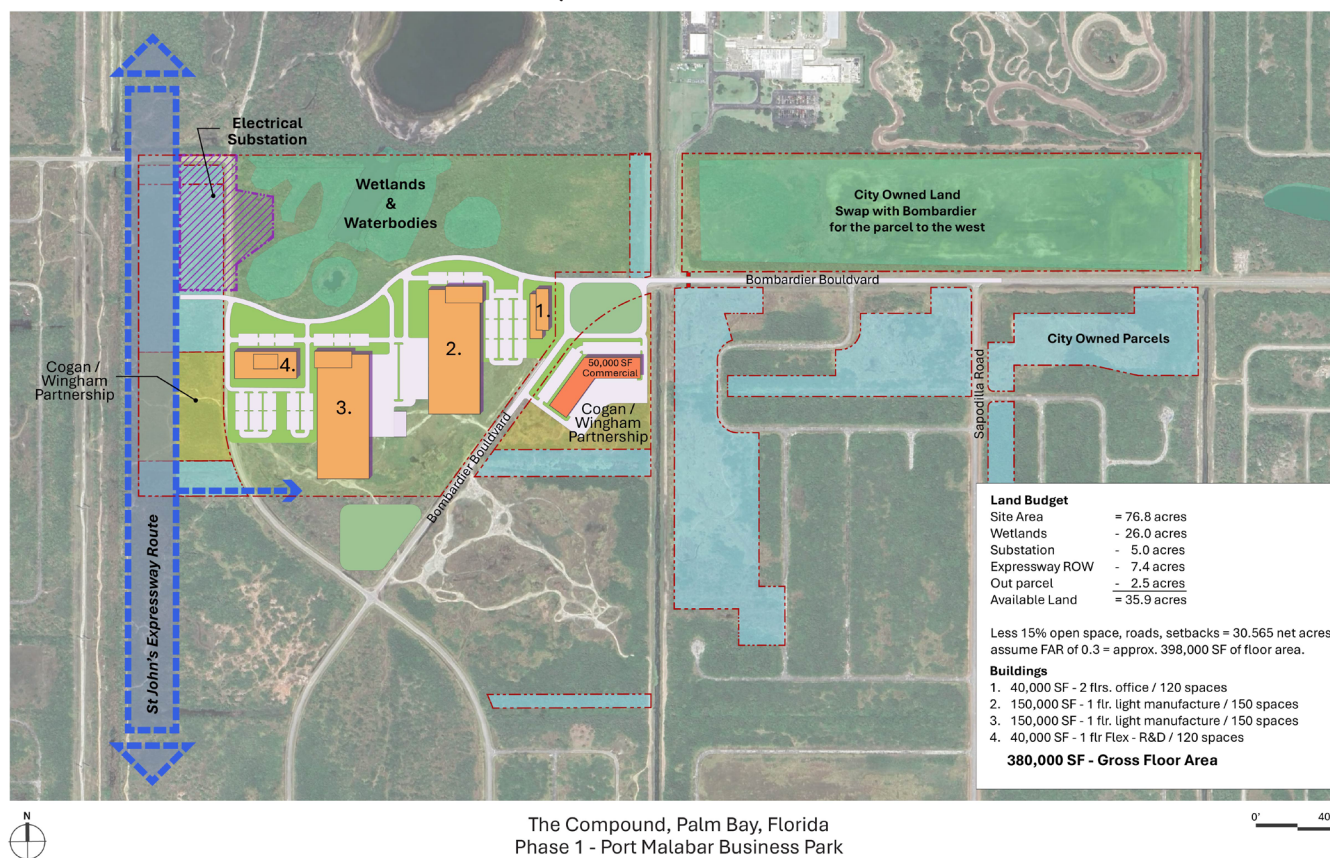 Electrical
Substation
Wetlands
&
Waterbodies
City Owned Land
Swap with Bombardier
for the parcel to the west
Bombardier Bouldvard
1.
2.
3.
4.
50,000 SF
Commercial
City Owned Parcels
Cogan /
Wingham
Partnership
Cogan /
Wingham
Partnership
Sapodilla Road
Bombardier Bouldvard
St John's Expressway Route
Land Budget
Site Area = 76.8 acres
Wetlands - 26.0 acres
Substation - 5.0 acres
Expressway ROW - 7.4 acres
Out parcel - 2.5 acres
Available Land = 35.9 acres
Less 15% open space, roads, setbacks = 30.565 net acres
assume FAR of 0.3 = approx. 398,000 SF of floor area.
Buildings
1. 40,000 SF - 2 flrs. office / 120 spaces
2. 150,000 SF - 1 flr. light manufacture / 150 spaces
3. 150,000 SF - 1 flr. light manufacture / 150 spaces
4. 40,000 SF - 1 flr Flex - R&D / 120 spaces
380,000 SF - Gross Floor Area
N
0'
40
The Compound, Palm Bay, Florida
Phase 1 - Port Malabar Business Park